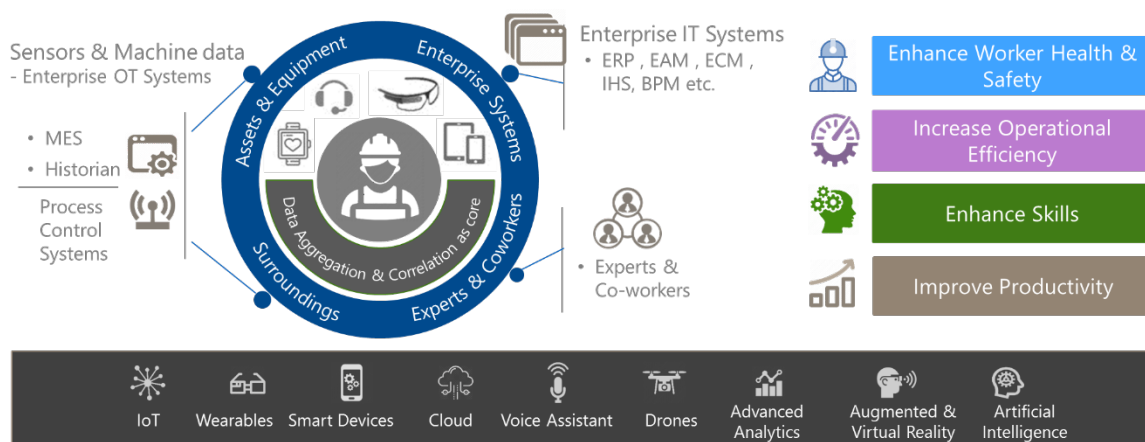 Sensors & Machine data
- Enterprise OT Systems
• MES
• Historian
Process
Control
Systems
Assets & Equipment
Enterprise Systems
Surroundings
Experts & Coworkers
Data Aggregation & Correlation as core
Enterprise IT Systems
• ERP , EAM , ECM ,
IHS, BPM etc.
• Experts &
Co-workers
Enhance Worker Health &
Safety
Increase Operational
Efficiency
Enhance Skills
Improve Productivity
IoT
Wearables
Smart Devices
Cloud
Voice Assistant
Drones
Advanced
Analytics
Augmented &
Virtual Reality
Artificial
Intelligence